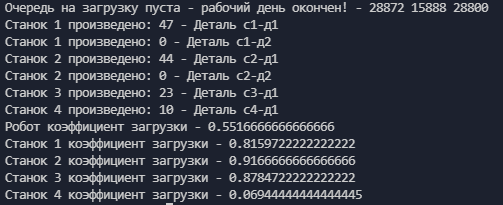 Очередь на загрузку пуста - рабочий день окончен! - 28872 15888 28800
Станок 1 произведено: 47 - Деталь с1-д1
Станок 1 произведено: 0 - Деталь с1-д2
Станок 2 произведено: 44 - Деталь с2-д1
Станок 2 произведено: 0 - Деталь с2-д2
Станок 3 произведено: 23 - Деталь с3-д1
Станок 4 произведено: 10 - Деталь с4-д1
Робот коэффициент загрузки - 0.5516666666666666
Станок 1 коэффициент загрузки - 0.8159722222222222
Станок 2 коэффициент загрузки - 0.9166666666666666
Станок 3 коэффициент загрузки - 0.8784722222222222
Станок 4 коэффициент загрузки - 0.06944444444444445